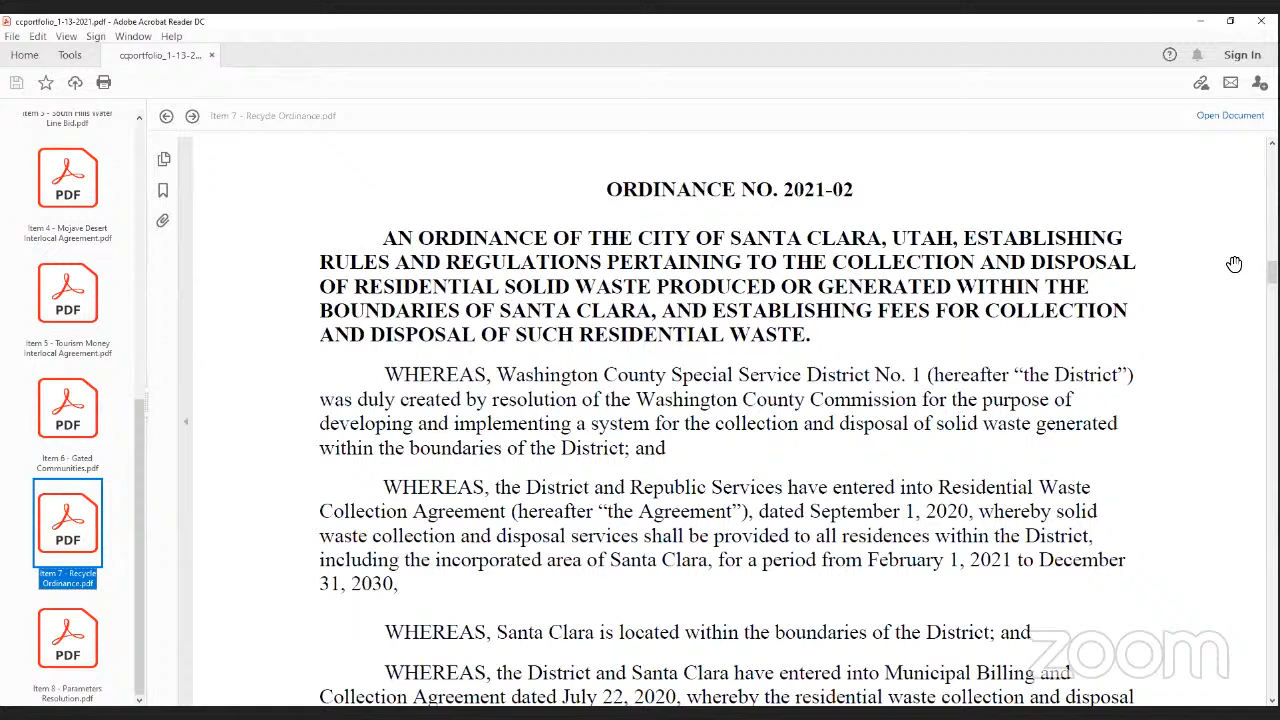 ccportfolio_1-13-2021.pdf - Adobe Acrobat Reader DC
File Edit View Sign Window Help
Home Tools ccportfolio_1-13-2... ×
Sign In
Item 7 - Recycle Ordinance.pdf
Open Document
Item 3 - South Hills Water
Line Bid.pdf
PDF
Item 4 - Mojave Desert
Interlocal Agreement.pdf
PDF
Item 5 - Tourism Money
Interlocal Agreement.pdf
PDF
Item 6 - Gated
Communities.pdf
PDF
Item 7 - Recycle
Ordinance.pdf
PDF
Item 8 - Parameters
Resolution.pdf
ORDINANCE NO. 2021-02
AN ORDINANCE OF THE CITY OF SANTA CLARA, UTAH, ESTABLISHING
RULES AND REGULATIONS PERTAINING TO THE COLLECTION AND DISPOSAL
OF RESIDENTIAL SOLID WASTE PRODUCED OR GENERATED WITHIN THE
BOUNDARIES OF SANTA CLARA, AND ESTABLISHING FEES FOR COLLECTION
AND DISPOSAL OF SUCH RESIDENTIAL WASTE.
WHEREAS, Washington County Special Service District No. 1 (hereafter “the District”)
was duly created by resolution of the Washington County Commission for the purpose of
developing and implementing a system for the collection and disposal of solid waste generated
within the boundaries of the District; and
WHEREAS, the District and Republic Services have entered into Residential Waste
Collection Agreement (hereafter “the Agreement”), dated September 1, 2020, whereby solid
waste collection and disposal services shall be provided to all residences within the District,
including the incorporated area of Santa Clara, for a period from February 1, 2021 to December
31, 2030,
WHEREAS, Santa Clara is located within the boundaries of the District; and
WHEREAS, the District and Santa Clara have entered into Municipal Billing and
Collection Agreement dated July 22, 2020, whereby the residential waste collection and disposal
zoom